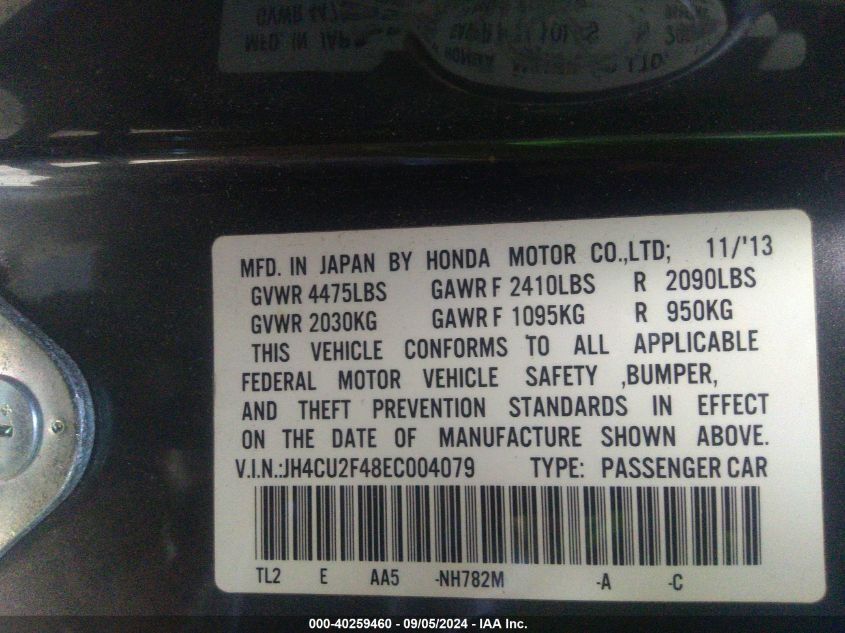 MFD. IN JAPAN BY HONDA MOTOR CO.,LTD; 11/'13
GVWR 4475LBS GAWR F 2410LBS R 2090LBS
GVWR 2030KG GAWR F 1095KG R 950KG
THIS VEHICLE CONFORMS TO ALL APPLICABLE
FEDERAL MOTOR VEHICLE SAFETY ,BUMPER,
AND THEFT PREVENTION STANDARDS IN EFFECT
ON THE DATE OF MANUFACTURE SHOWN ABOVE.
V.I.N.:JH4CU2F48EC004079 TYPE: PASSENGER CAR
TL2 E AA5 -NH782M -A -C
000-40259460 - 09/05/2024 - IAA Inc.